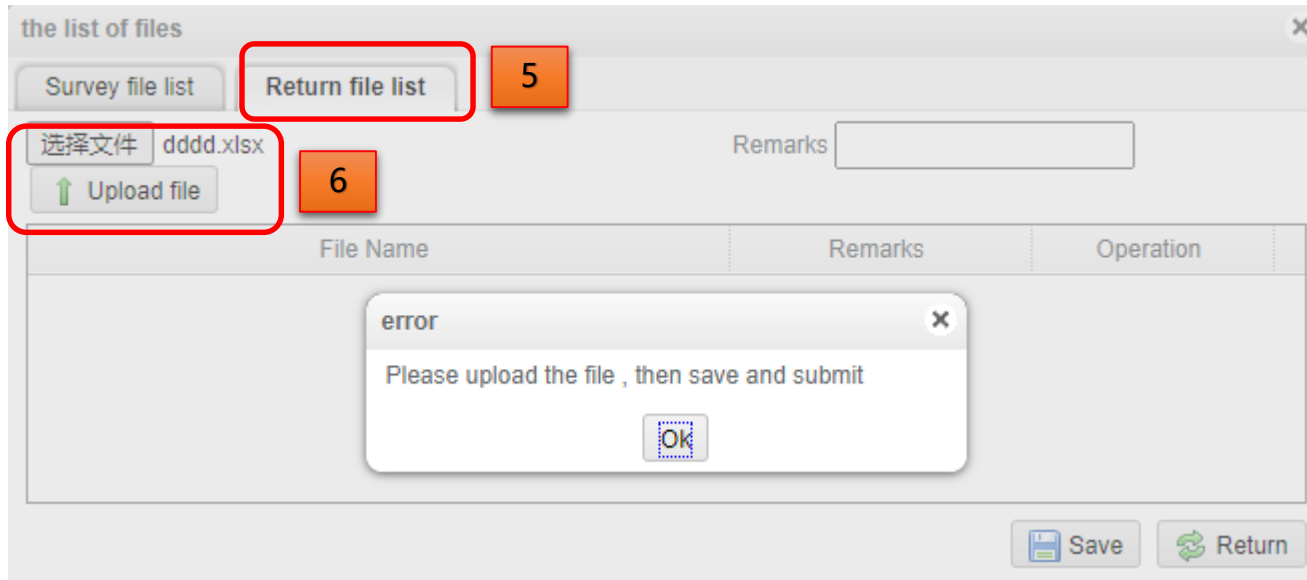 the list of files
Survey file list Return file list 5
选择文件 dddd.xlsx Remarks
Upload file 6
File Name Remarks Operation
error
Please upload the file , then save and submit
Ok
Save Return